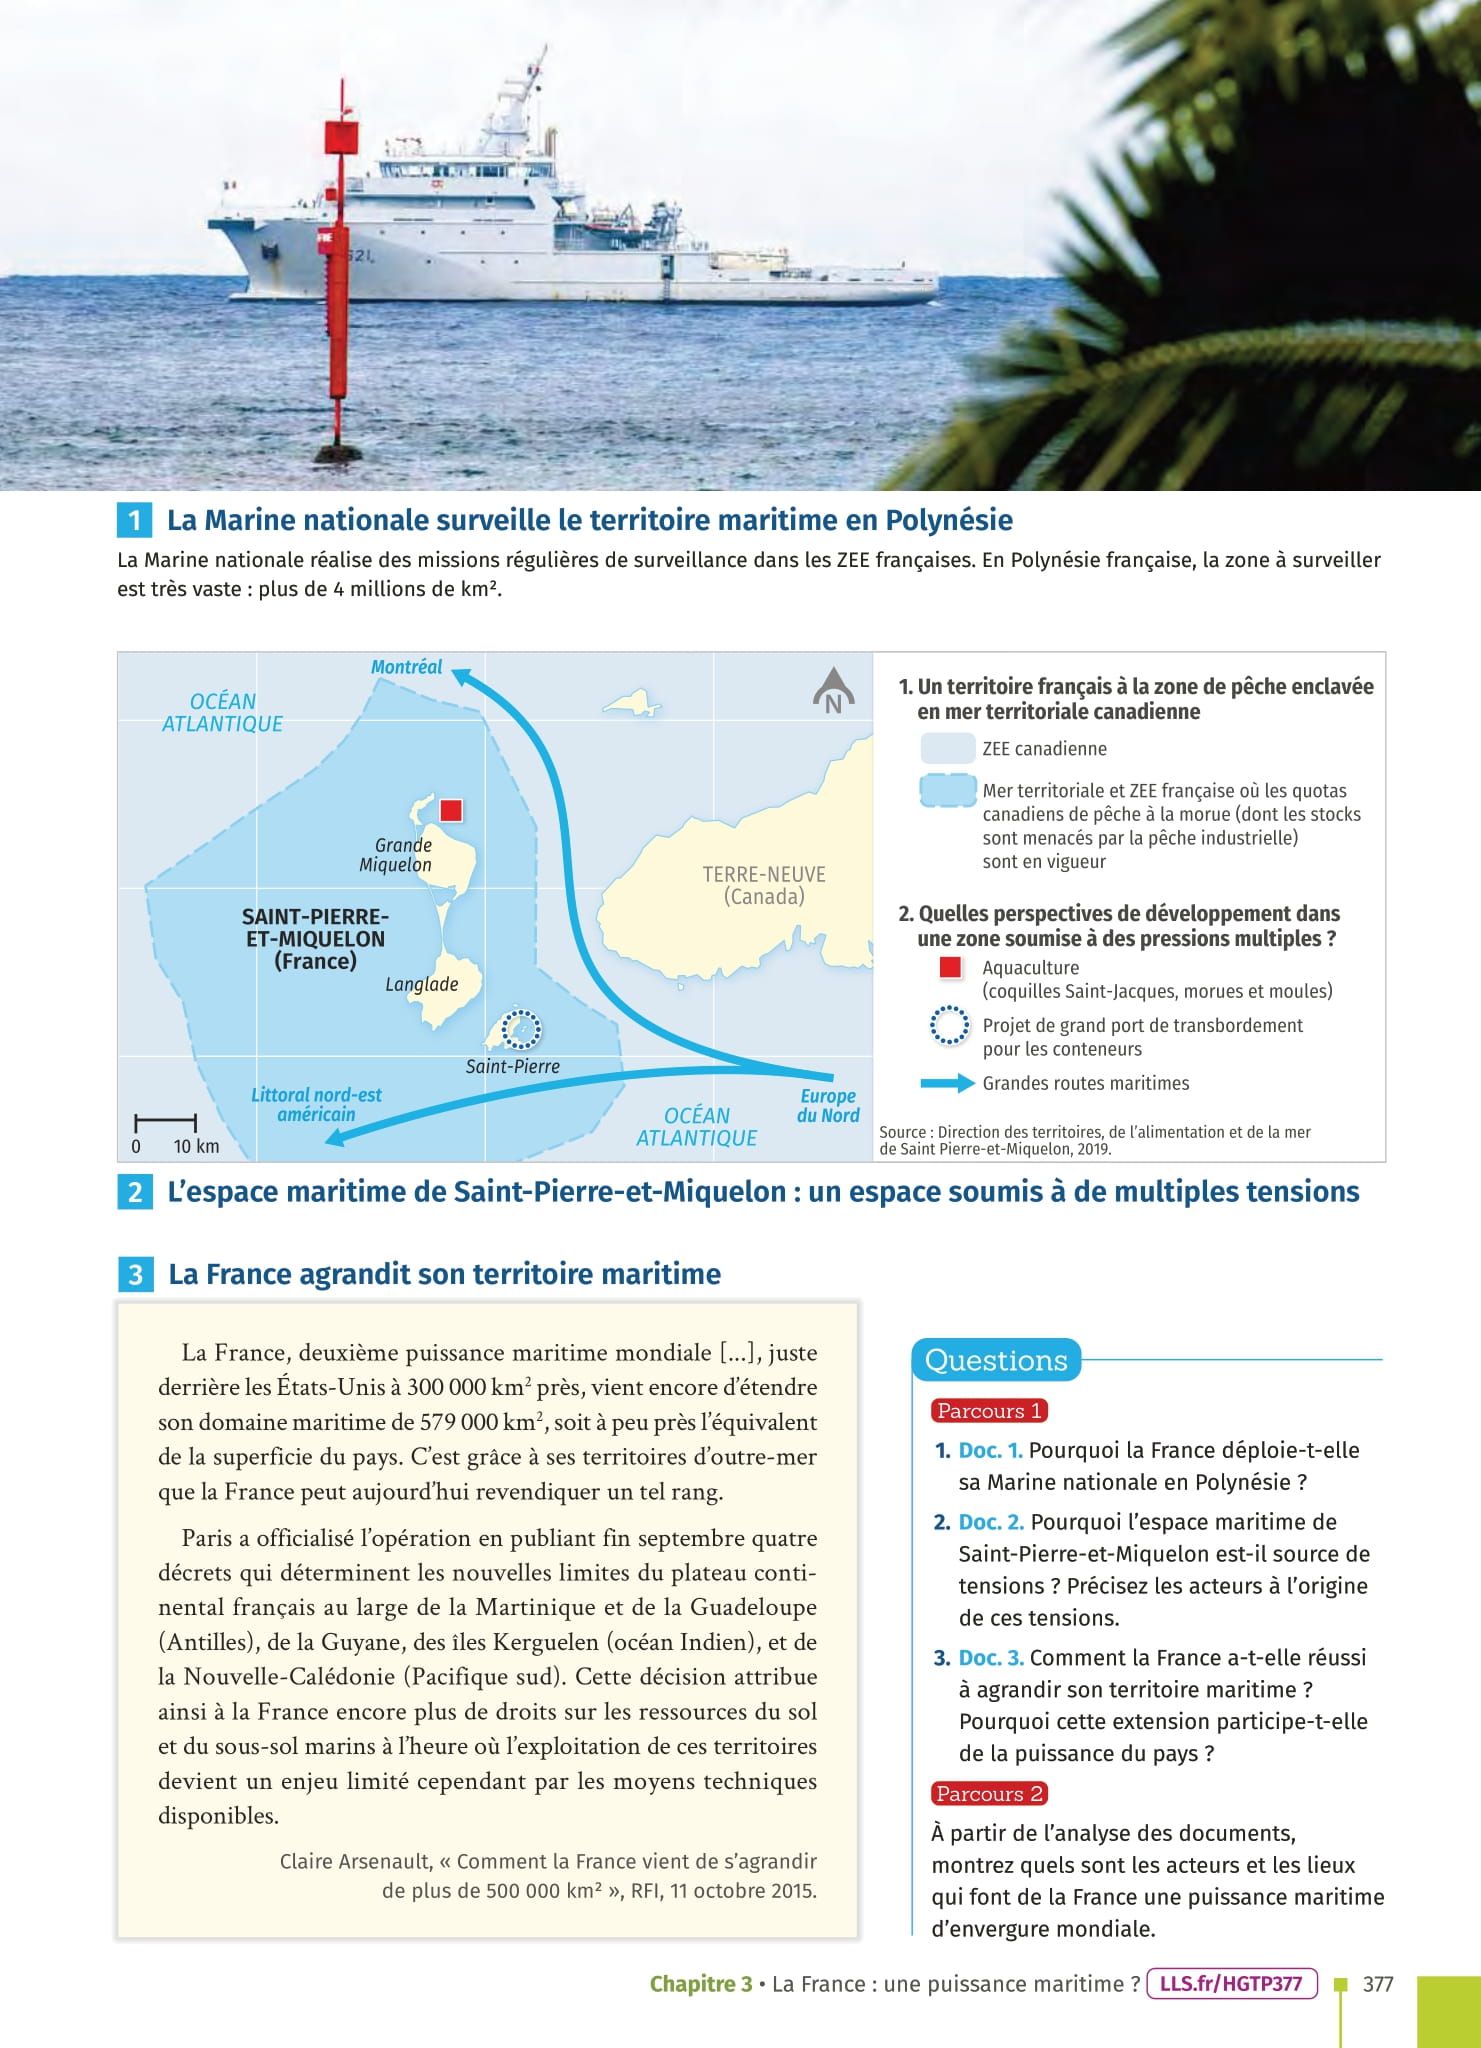 FRE
621
1 La Marine nationale surveille le territoire maritime en Polynésie
La Marine nationale réalise des missions régulières de surveillance dans les ZEE françaises. En Polynésie française, la zone à surveiller
est très vaste : plus de 4 millions de km².
Montréal
OCÉAN
ATLANTIQUE
N
Grande
Miquelon
TERRE-NEUVE
(Canada)
SAINT-PIERRE-
ET-MIQUELON
(France)
Langlade
Saint-Pierre
Littoral nord-est
américain
Europe
du Nord
OCÉAN
ATLANTIQUE
0 10 km
1. Un territoire français à la zone de pêche enclavée
en mer territoriale canadienne
ZEE canadienne
Mer territoriale et ZEE française où les quotas
canadiens de pêche à la morue (dont les stocks
sont menacés par la pêche industrielle)
sont en vigueur
2. Quelles perspectives de développement dans
une zone soumise à des pressions multiples ?
Aquaculture
(coquilles Saint-Jacques, morues et moules)
Projet de grand port de transbordement
pour les conteneurs
Grandes routes maritimes
Source : Direction des territoires, de l'alimentation et de la mer
de Saint Pierre-et-Miquelon, 2019.
2 L'espace maritime de Saint-Pierre-et-Miquelon : un espace soumis à de multiples tensions
3 La France agrandit son territoire maritime
La France, deuxième puissance maritime mondiale [...], juste
derrière les États-Unis à 300 000 km² près, vient encore d'étendre
son domaine maritime de 579 000 km², soit à peu près l'équivalent
de la superficie du pays. C'est grâce à ses territoires d'outre-mer
que la France peut aujourd'hui revendiquer un tel rang.
Paris a officialisé l'opération en publiant fin septembre quatre
décrets qui déterminent les nouvelles limites du plateau conti-
nental français au large de la Martinique et de la Guadeloupe
(Antilles), de la Guyane, des îles Kerguelen (océan Indien), et de
la Nouvelle-Calédonie (Pacifique sud). Cette décision attribue
ainsi à la France encore plus de droits sur les ressources du sol
et du sous-sol marins à l'heure où l'exploitation de ces territoires
devient un enjeu limité cependant par les moyens techniques
disponibles.
Claire Arsenault, « Comment la France vient de s'agrandir
de plus de 500 000 km² », RFI, 11 octobre 2015.
Questions
Parcours 1
1. Doc. 1. Pourquoi la France déploie-t-elle
sa Marine nationale en Polynésie ?
2. Doc. 2. Pourquoi l'espace maritime de
Saint-Pierre-et-Miquelon est-il source de
tensions ? Précisez les acteurs à l'origine
de ces tensions.
3. Doc. 3. Comment la France a-t-elle réussi
à agrandir son territoire maritime ?
Pourquoi cette extension participe-t-elle
de la puissance du pays ?
Parcours 2
À partir de l'analyse des documents,
montrez quels sont les acteurs et les lieux
qui font de la France une puissance maritime
d'envergure mondiale.
Chapitre 3 • La France : une puissance maritime ? LLS.fr/HGTP377 377